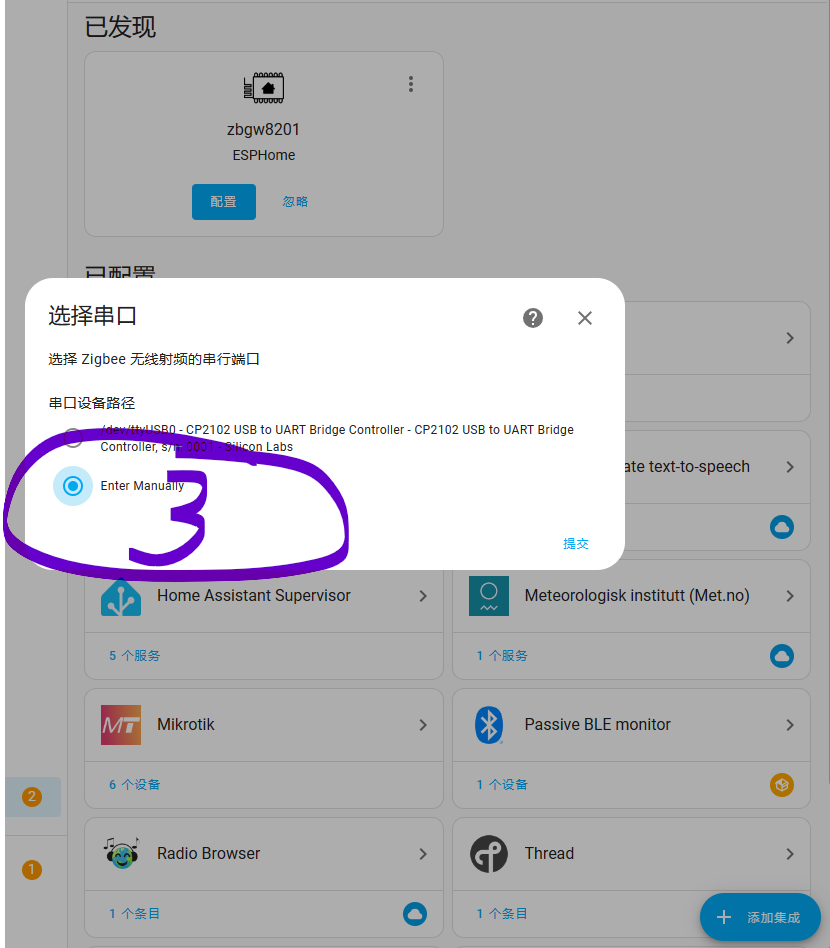 已发现
zbgw8201
ESPHome
配置
忽略
已配置
选择串口
选择 Zigbee 无线射频的串行端口
串口设备路径
/dev/ttyUSB0 - CP2102 USB to UART Bridge Controller - CP2102 USB to UART Bridge
Controller, s/n: 0001 - Silicon Labs
Enter Manually
3
提交
ate text-to-speech
Home Assistant Supervisor
Meteorologisk institutt (Met.no)
5 个服务
1 个服务
Mikrotik
Passive BLE monitor
6 个设备
1 个设备
2
Radio Browser
Thread
1
1 个条目
1 个条目
添加集成